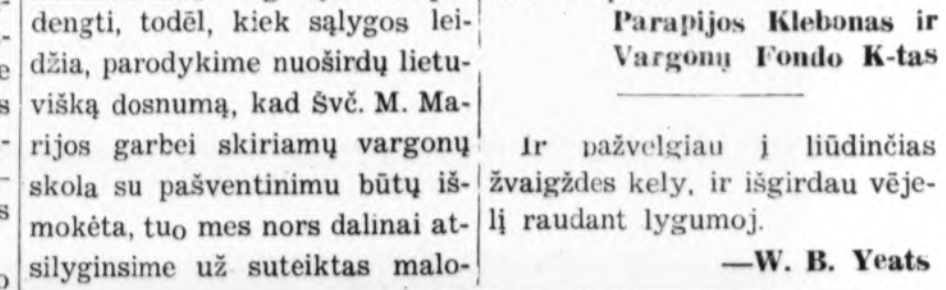 dengti, todėl, kiek sąlygos lei-
džia, parodykime nuoširdų lietu-
višką dosnumą, kad Švč. M. Ma-
rijos garbei skiriamų vargonų
skola su pašventinimu būtų iš-
mokėta, tuo mes nors dalinai at-
silyginsime už suteiktas malo-
Parapijos Klebonas ir
Vargonų Fondo K-tas
Ir pažvelgiau į liūdinčias
žvaigždes kely, ir išgirdau vėje-
lį raudant lygumoj.
—W. B. Yeats